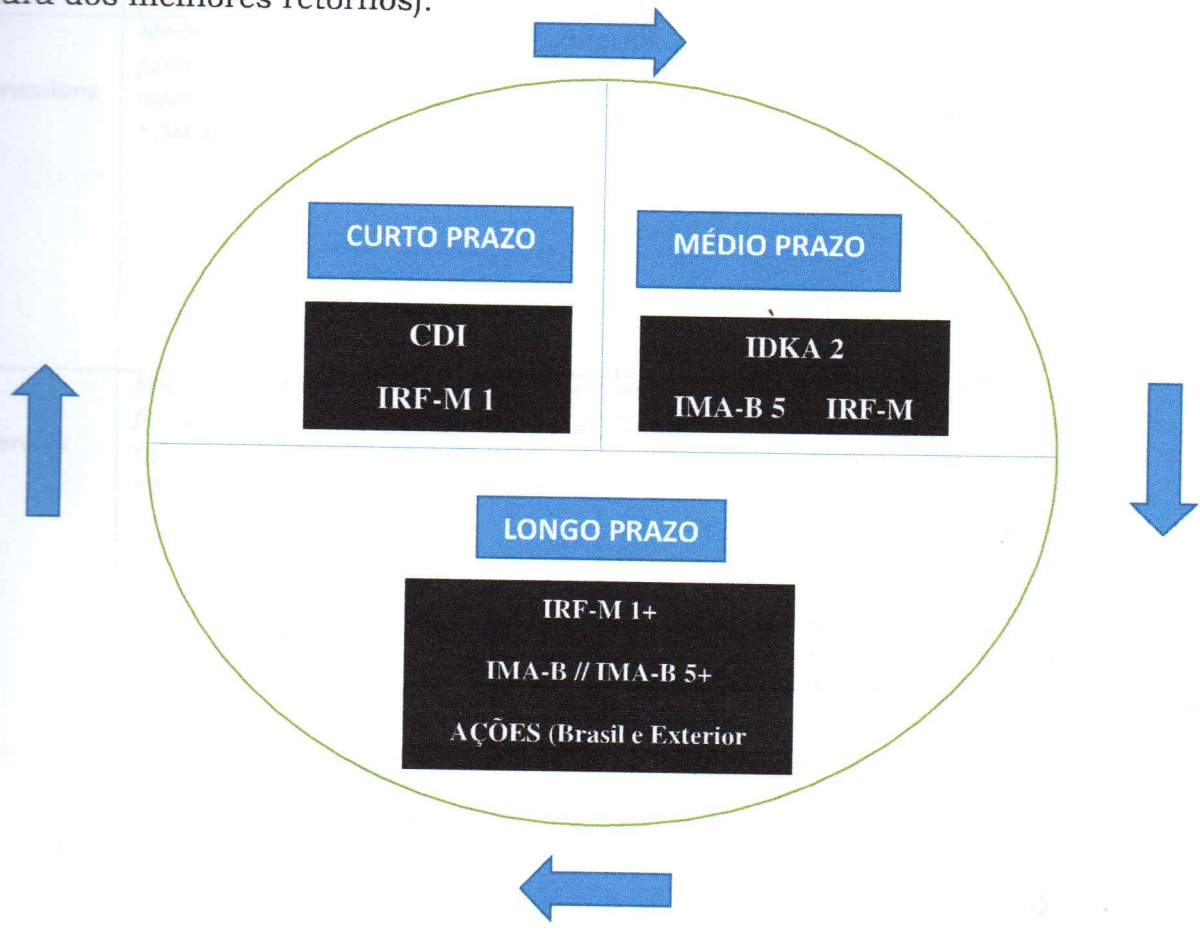 dos melhores retornos).
CURTO PRAZO
CDI
IRF-M 1
MÉDIO PRAZO
IDKA 2
IMA-B 5 IRF-M
LONGO PRAZO
IRF-M 1+
IMA-B // IMA-B 5+
AÇÕES (Brasil e Exterior